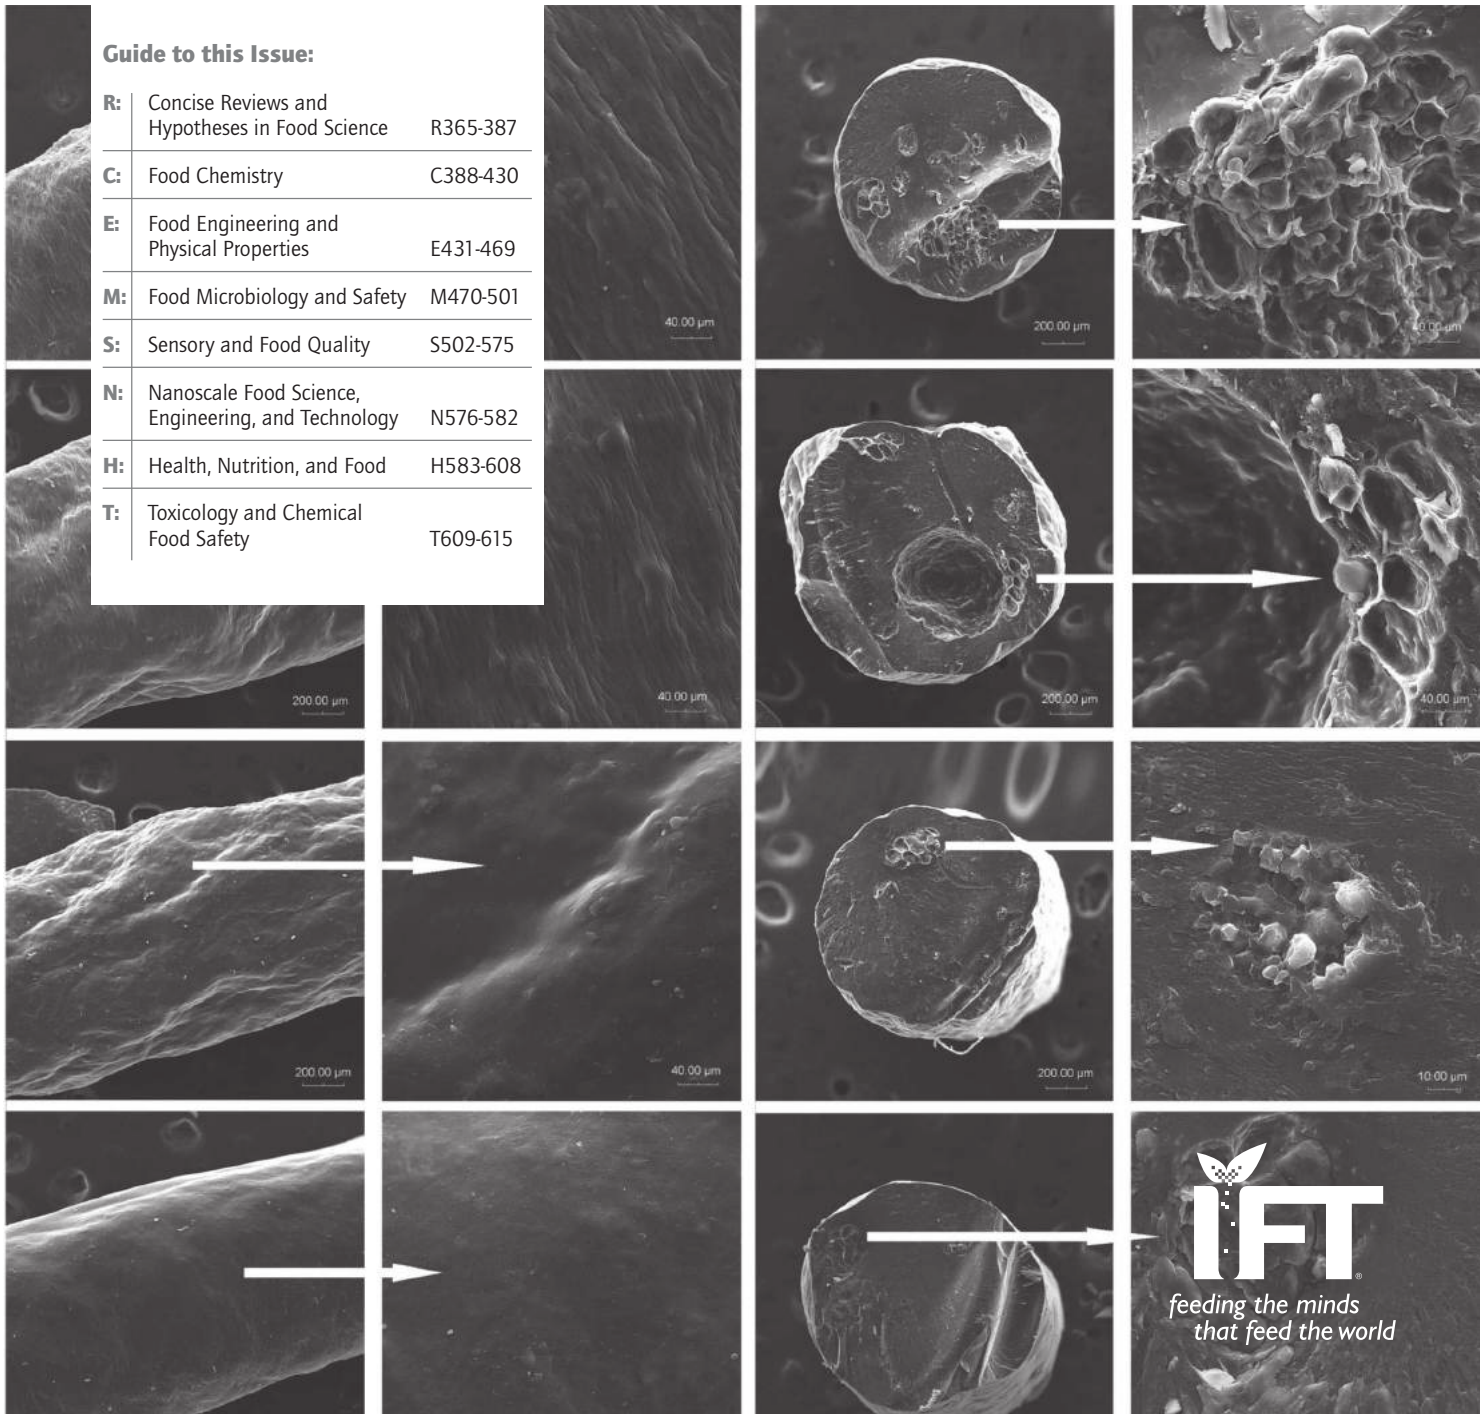 Guide to this Issue:
R: Concise Reviews and
Hypotheses in Food Science R365-387
C: Food Chemistry C388-430
E: Food Engineering and
Physical Properties E431-469
M: Food Microbiology and Safety M470-501
S: Sensory and Food Quality S502-575
N: Nanoscale Food Science,
Engineering, and Technology N576-582
H: Health, Nutrition, and Food H583-608
T: Toxicology and Chemical
Food Safety T609-615
40.00 µm
200.00 µm
40.00 µm
200.00 µm
40.00 µm
200.00 µm
40.00 µm
200.00 µm
40.00 µm
200.00 µm
10.00 µm
IFT®
feeding the minds
that feed the world